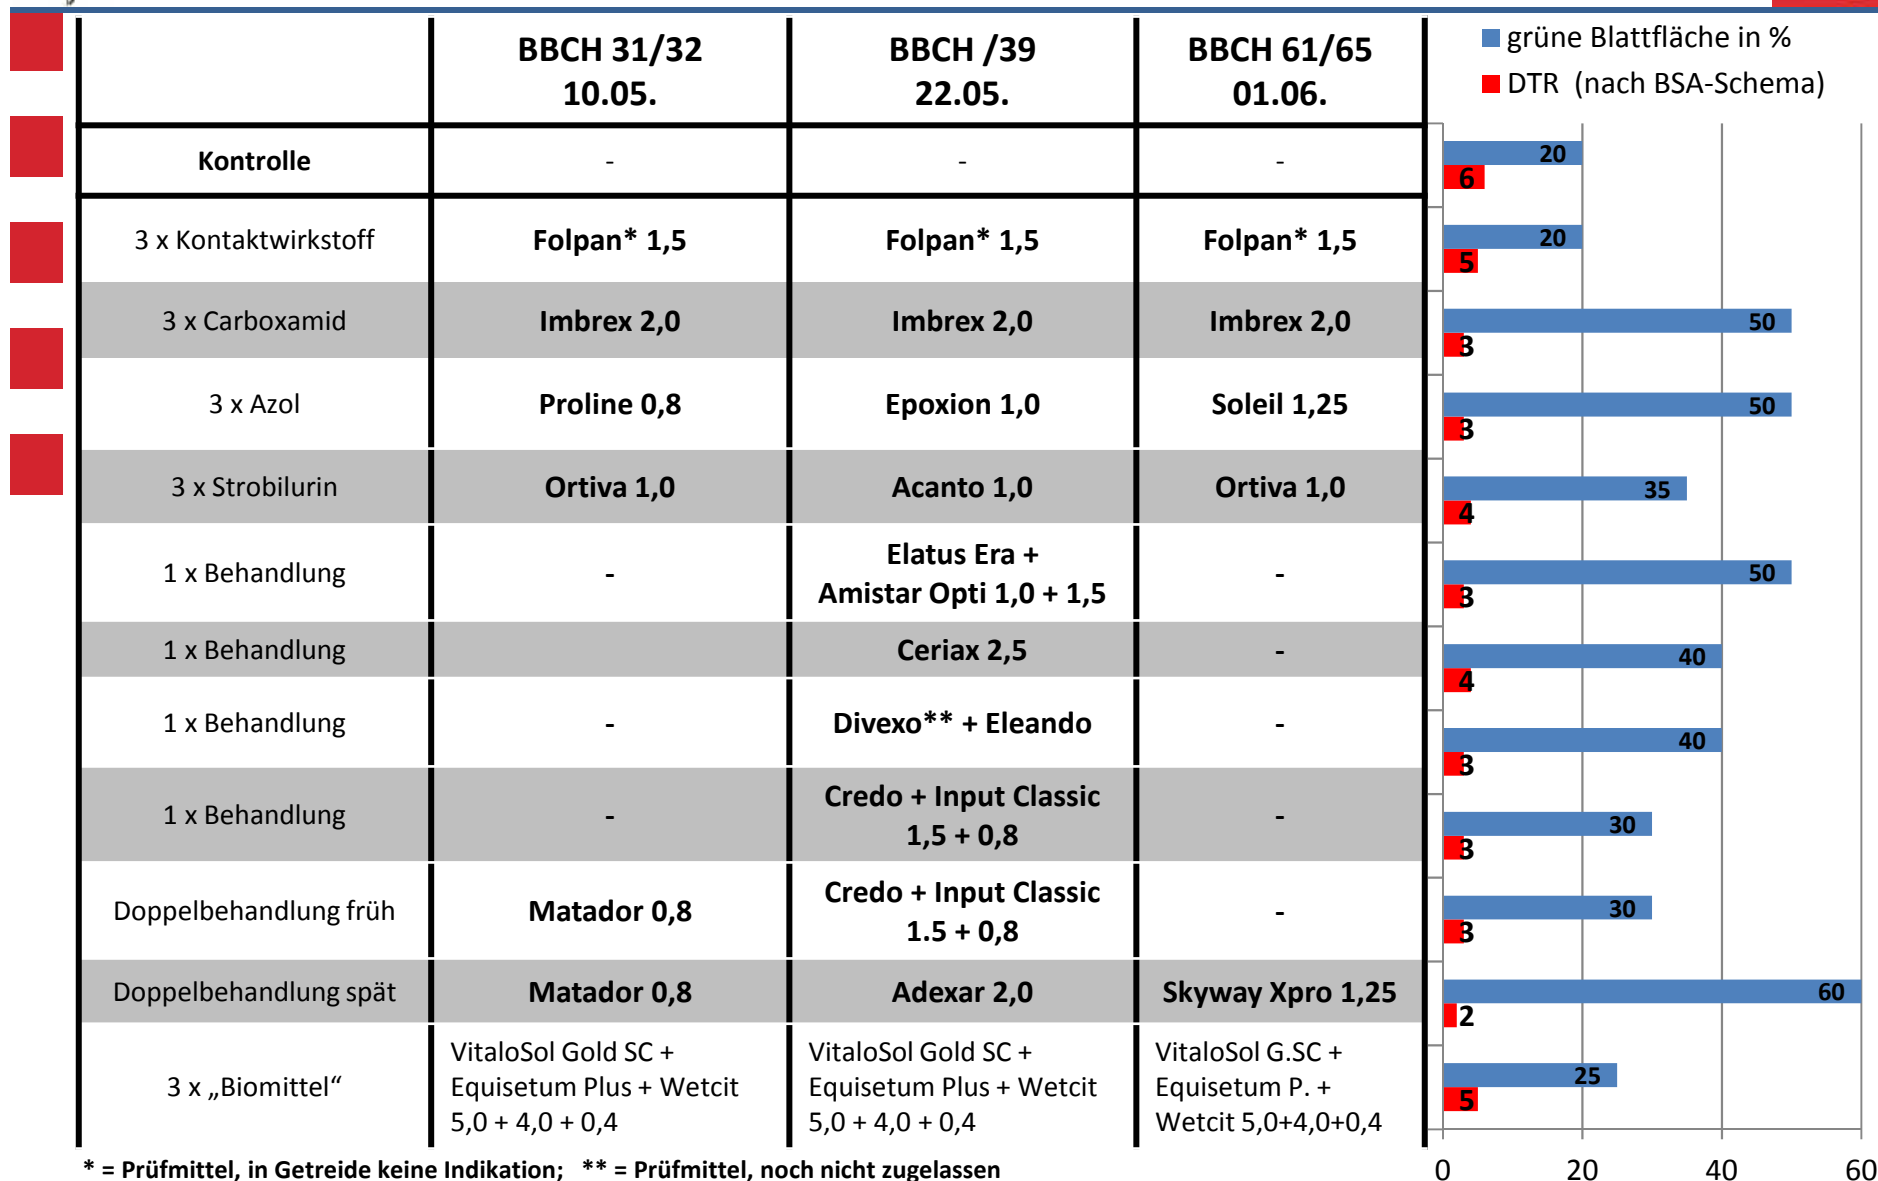 BBCH 31/32
10.05.
BBCH /39
22.05.
BBCH 61/65
01.06.
grüne Blattfläche in %
DTR (nach BSA-Schema)
Kontrolle - - - 20
6
3 x Kontaktwirkstoff Folpan* 1,5 Folpan* 1,5 Folpan* 1,5 20
5
3 x Carboxamid Imbrex 2,0 Imbrex 2,0 Imbrex 2,0 50
3
3 x Azol Proline 0,8 Epoxion 1,0 Soleil 1,25 50
3
3 x Strobilurin Ortiva 1,0 Acanto 1,0 Ortiva 1,0 35
4
1 x Behandlung -
Elatus Era +
Amistar Opti 1,0 + 1,5
- 50
3
1 x Behandlung Ceriax 2,5 - 40
4
1 x Behandlung - Divexo** + Eleando - 40
3
1 x Behandlung -
Credo + Input Classic
1,5 + 0,8
- 30
3
Doppelbehandlung früh Matador 0,8
Credo + Input Classic
1.5 + 0,8
- 30
3
Doppelbehandlung spät Matador 0,8 Adexar 2,0 Skyway Xpro 1,25 60
2
3 x „Biomittel“
VitaloSol Gold SC +
Equisetum Plus + Wetcit
5,0 + 4,0 + 0,4
VitaloSol Gold SC +
Equisetum Plus + Wetcit
5,0 + 4,0 + 0,4
VitaloSol G.SC +
Equisetum P. +
Wetcit 5,0+4,0+0,4
25
5
* = Prüfmittel, in Getreide keine Indikation; ** = Prüfmittel, noch nicht zugelassen
0 20 40 60